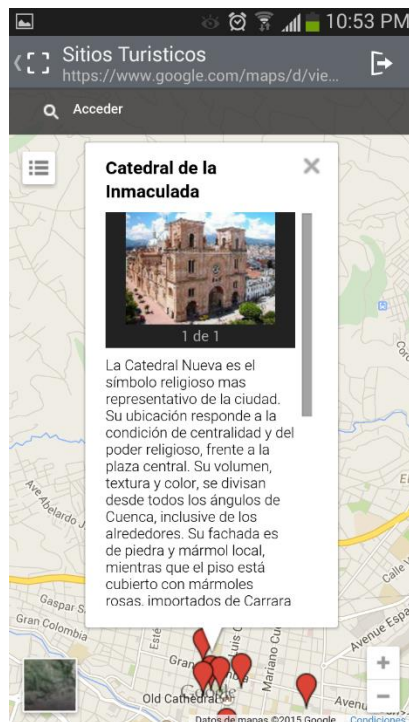 10:53 PM
Sitios Turisticos
https://www.google.com/maps/d/vie...
Acceder
Catedral de la
Inmaculada
1 de 1
La Catedral Nueva es el
símbolo religioso mas
representativo de la ciudad.
Su ubicación responde a la
condición de centralidad y del
poder religioso, frente a la
plaza central. Su volumen,
textura y color, se divisan
desde todos los ángulos de
Cuenca, inclusive de los
alrededores. Su fachada es
de piedra y mármol local,
mientras que el piso está
cubierto con mármoles
rosas, importados de Carrara
Ave Abelardo J
Gaspar S
Gran Colombia
Este
Gran
Luis C
Mariano Cu
Calle V
Avenue Espa
Old Cathedral
Google
Avenu
Datos de mapas ©2015 Google
Condiciones